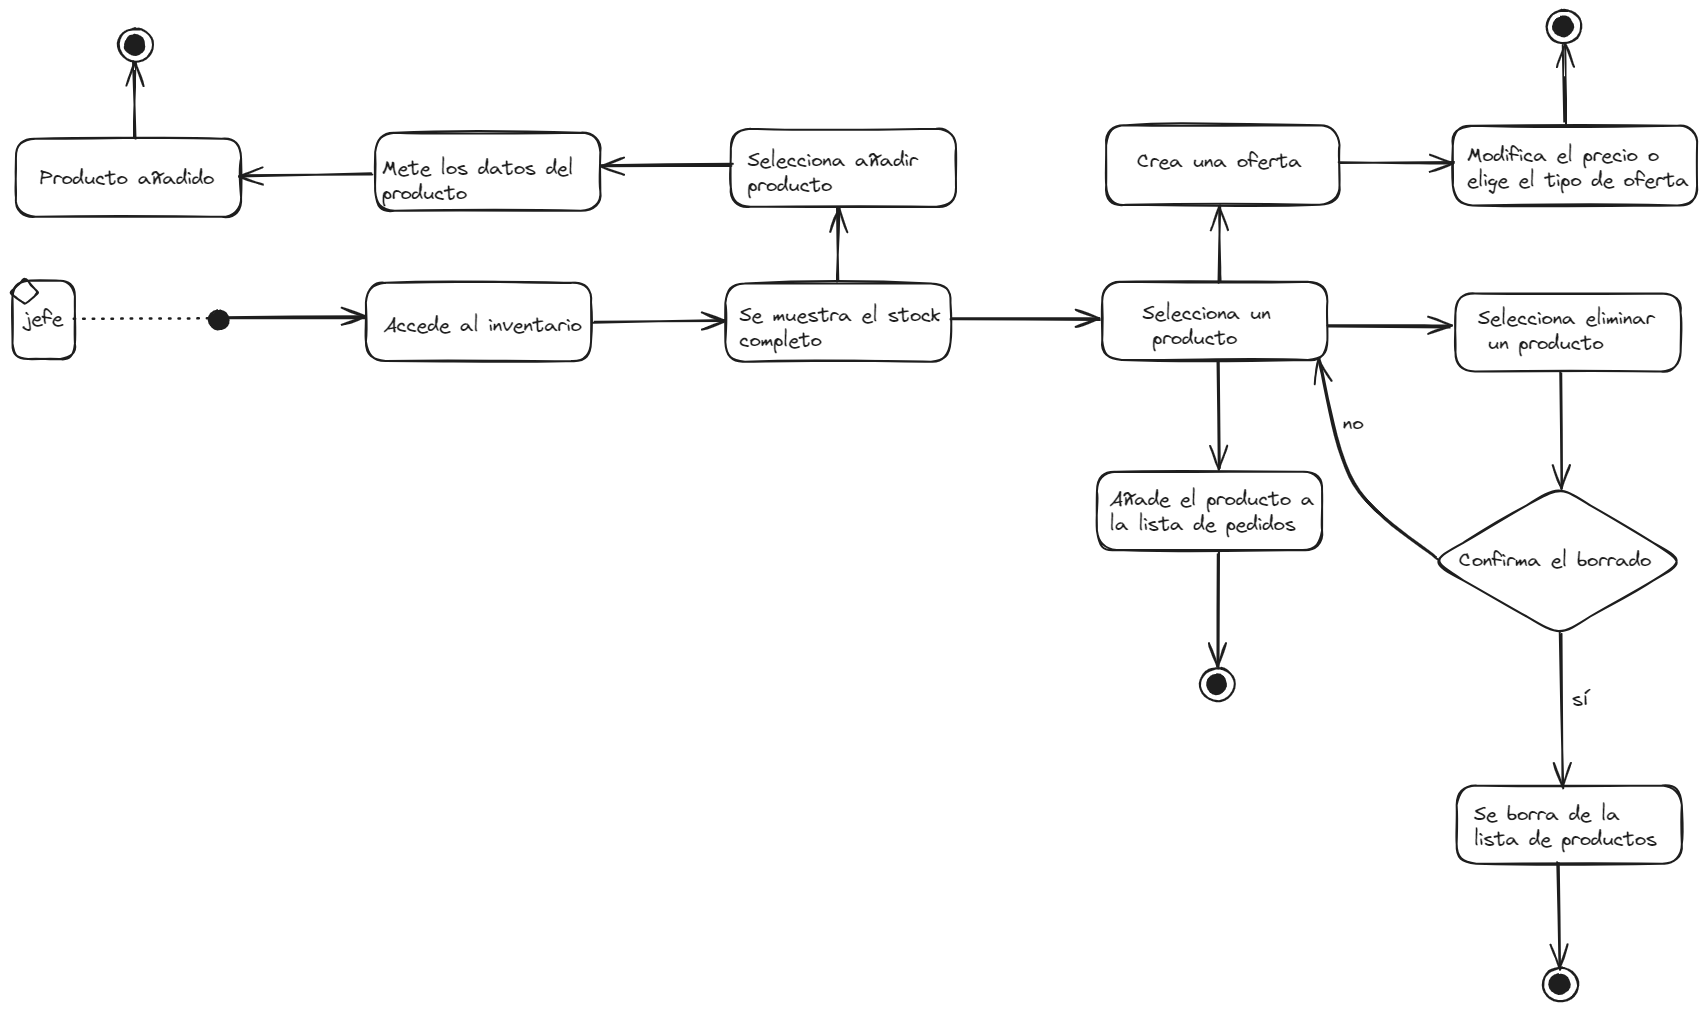 Producto añadido
Mete los datos del
producto
Selecciona añadir
producto
Crea una oferta
Modifica el precio o
elige el tipo de oferta
jefe
Accede al inventario
Se muestra el stock
completo
Selecciona un
producto
Selecciona eliminar
un producto
no
Añade el producto a
la lista de pedidos
Confirma el borrado
sí
Se borra de la
lista de productos